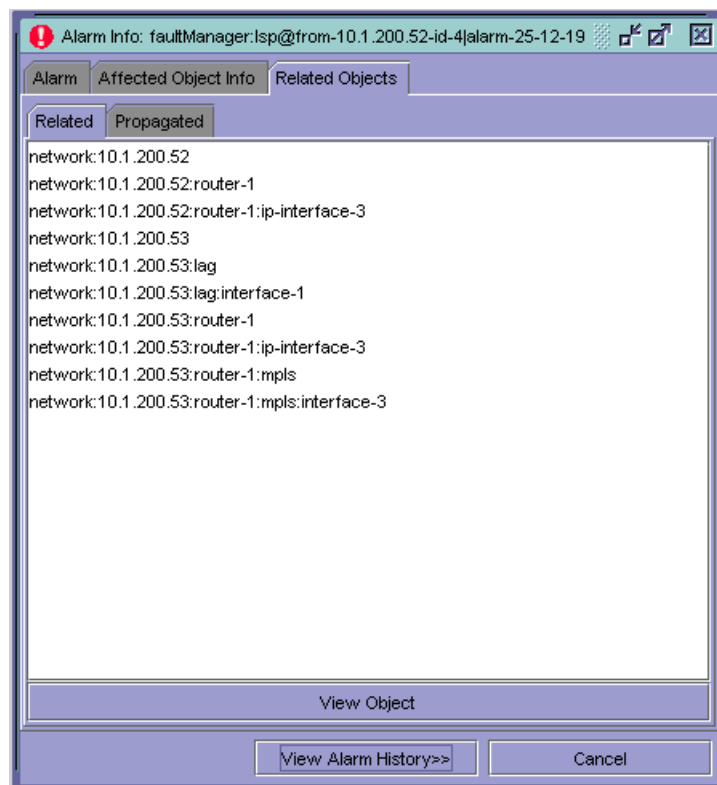 Alarm Info: faultManager:lsp@from-10.1.200.52-id-4|alarm-25-12-19
Alarm Affected Object Info Related Objects
Related Propagated
network:10.1.200.52
network:10.1.200.52:router-1
network:10.1.200.52:router-1:ip-interface-3
network:10.1.200.53
network:10.1.200.53:lag
network:10.1.200.53:lag:interface-1
network:10.1.200.53:router-1
network:10.1.200.53:router-1:ip-interface-3
network:10.1.200.53:router-1:mpls
network:10.1.200.53:router-1:mpls:interface-3
View Object
View Alarm History>> Cancel